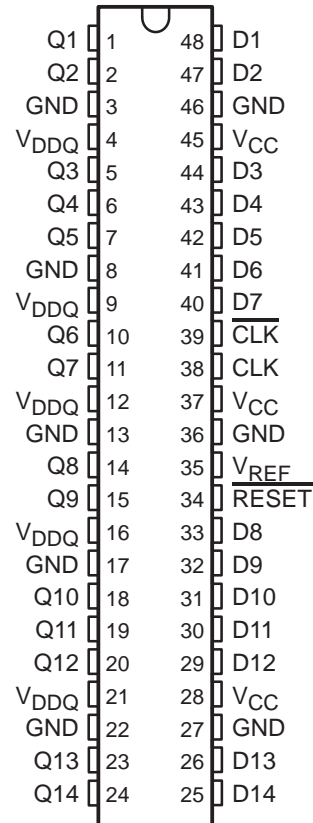 Q1 1 48 D1
Q2 2 47 D2
GND 3 46 GND
VDDQ 4 45 VCC
Q3 5 44 D3
Q4 6 43 D4
Q5 7 42 D5
GND 8 41 D6
VDDQ 9 40 D7
Q6 10 39 C̅L̅K̅
Q7 11 38 CLK
VDDQ 12 37 VCC
GND 13 36 GND
Q8 14 35 VREF
Q9 15 34 R̅E̅S̅E̅T̅
VDDQ 16 33 D8
GND 17 32 D9
Q10 18 31 D10
Q11 19 30 D11
Q12 20 29 D12
VDDQ 21 28 VCC
GND 22 27 GND
Q13 23 26 D13
Q14 24 25 D14